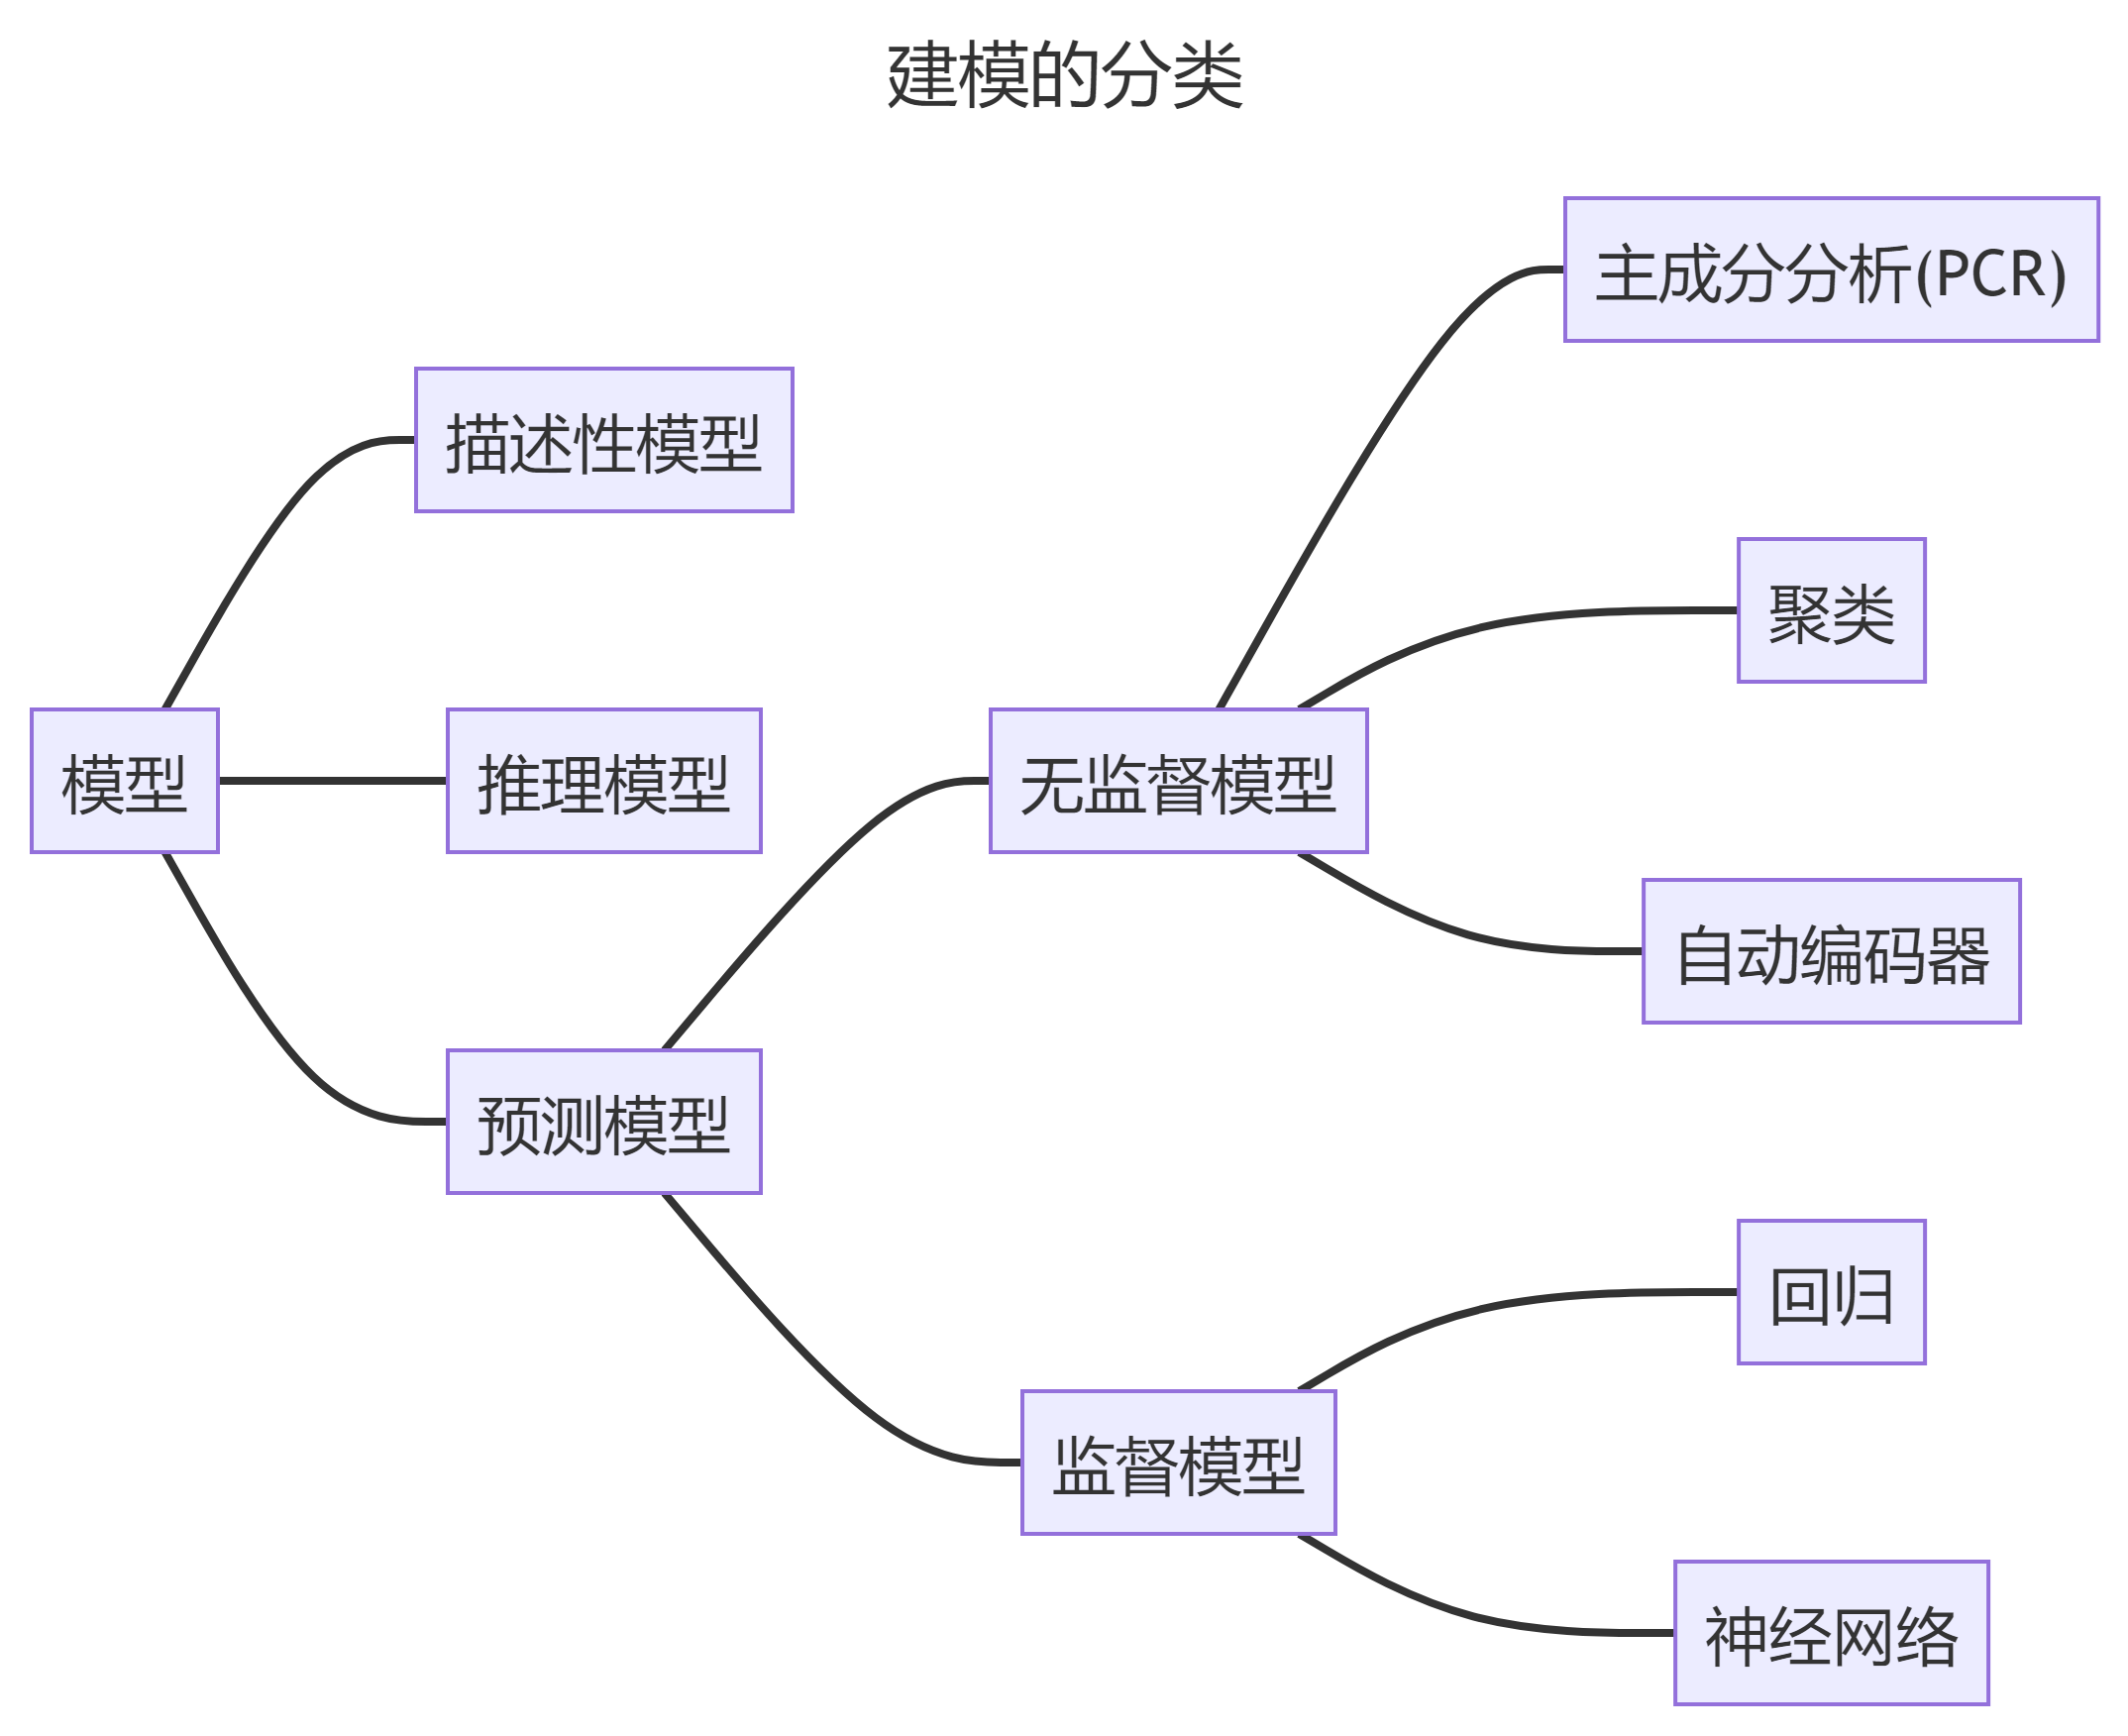 建模的分类
主成分分析(PCR)
描述性模型
聚类
模型
推理模型
无监督模型
自动编码器
预测模型
回归
监督模型
神经网络